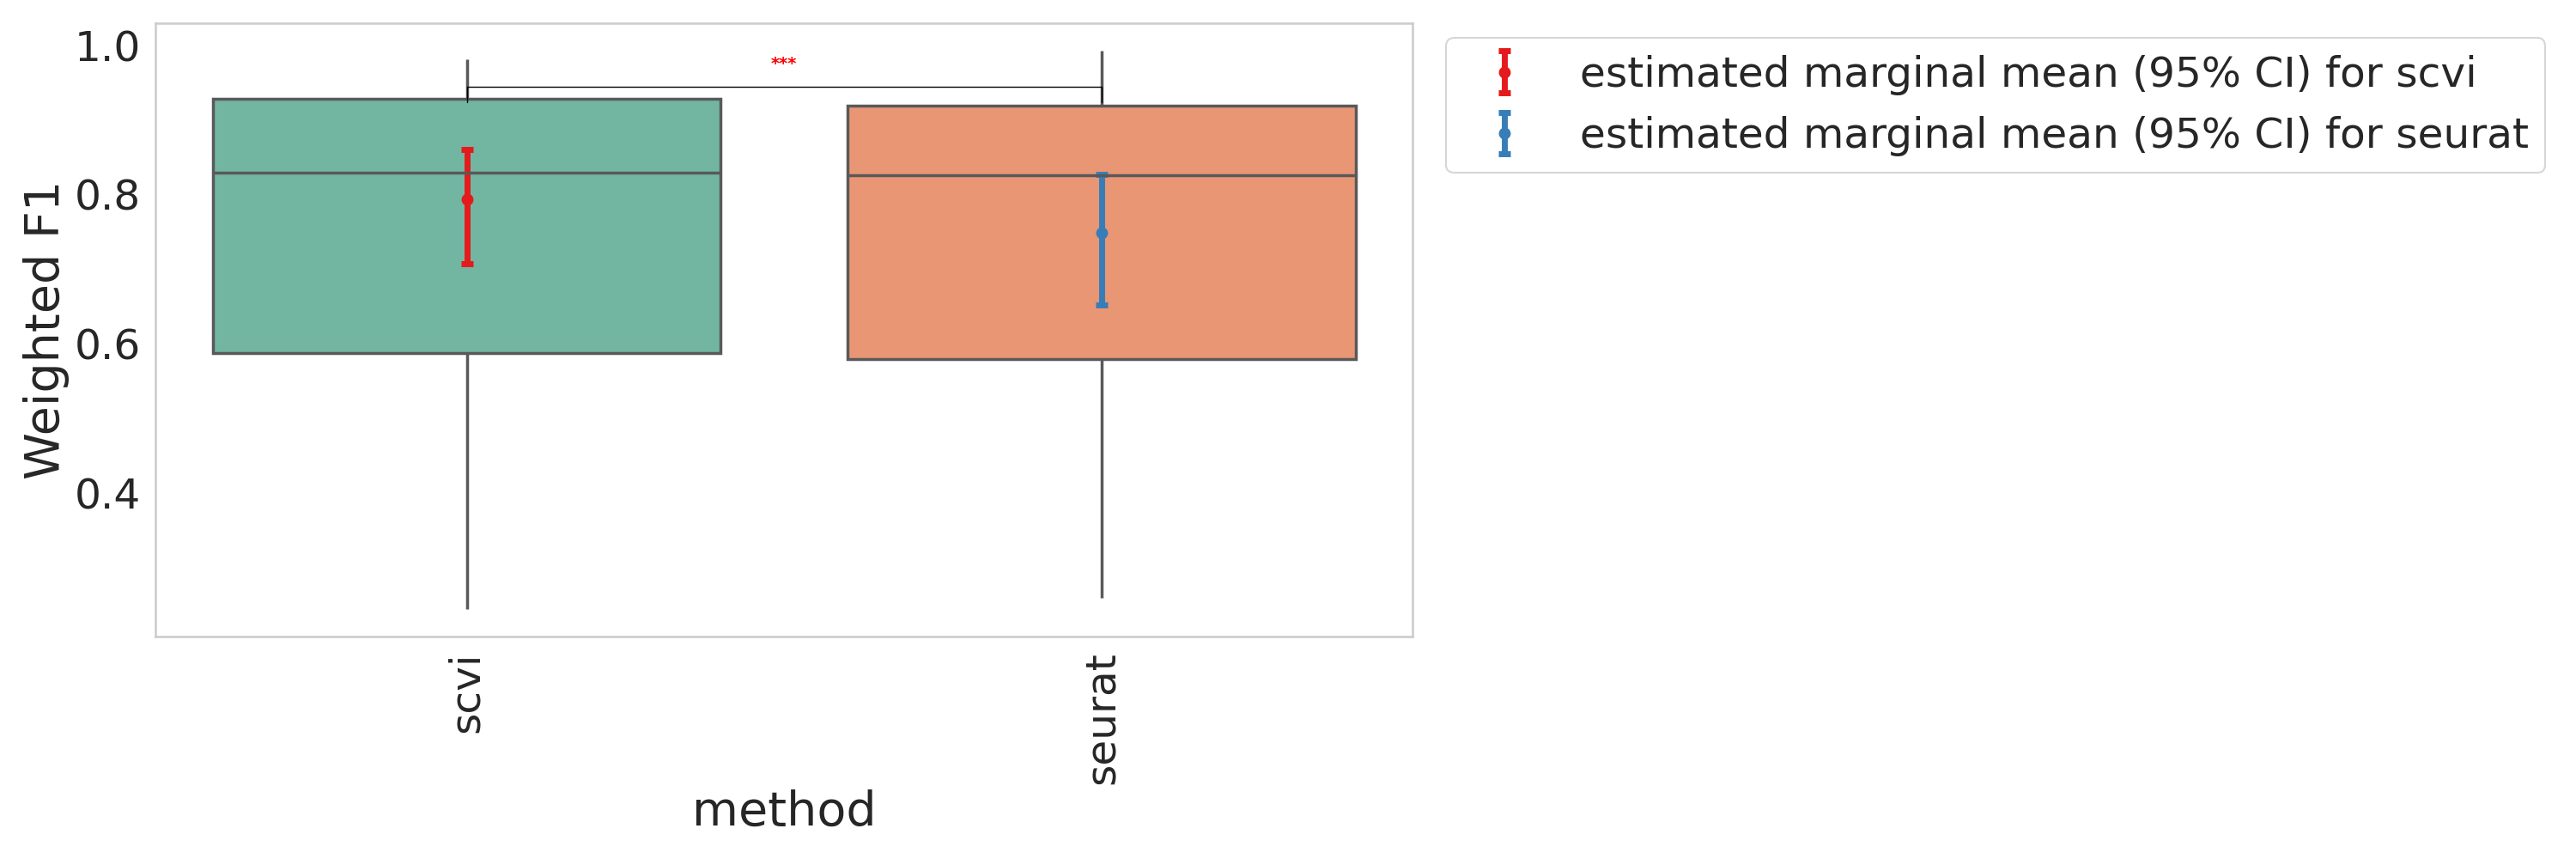 1.0
0.8
0.6
0.4
Weighted F1
***
scvi
seurat
method
estimated marginal mean (95% CI) for scvi
estimated marginal mean (95% CI) for seurat